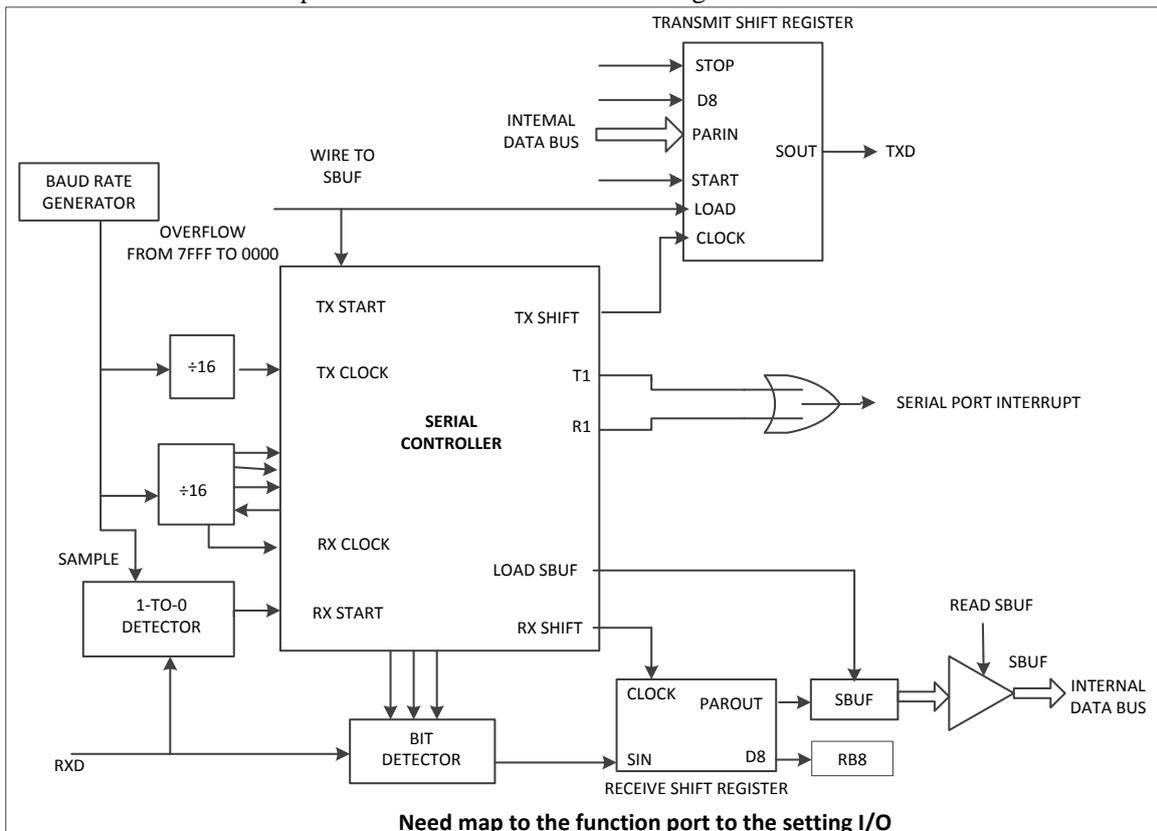 TRANSMIT SHIFT REGISTER
STOP
D8
INTEMAL
DATA BUS
PARIN
SOUT
TXD
START
LOAD
CLOCK
WIRE TO
SBUF
BAUD RATE
GENERATOR
OVERFLOW
FROM 7FFF TO 0000
TX START
TX SHIFT
÷16
TX CLOCK
T1
SERIAL PORT INTERRUPT
R1
SERIAL
CONTROLLER
÷16
RX CLOCK
SAMPLE
LOAD SBUF
1-TO-0
DETECTOR
RX START
RX SHIFT
READ SBUF
SBUF
CLOCK
PAROUT
SBUF
INTERNAL
DATA BUS
BIT
DETECTOR
RXD
SIN
D8
RB8
RECEIVE SHIFT REGISTER
Need map to the function port to the setting I/O